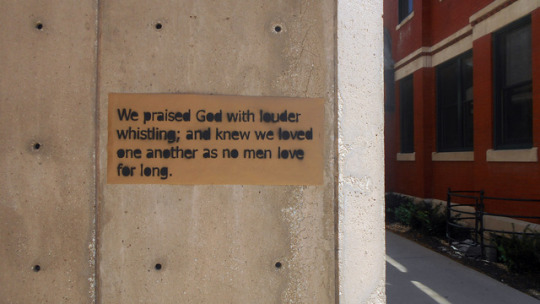 We praised God with louder
whistling; and knew we loved
one another as no men love
for long.